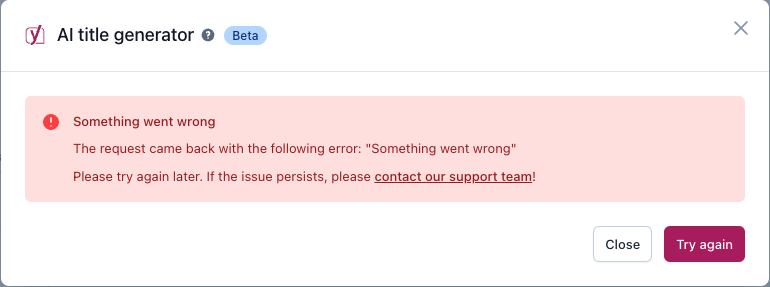 AI title generator ? Beta
Something went wrong
The request came back with the following error: "Something went wrong"
Please try again later. If the issue persists, please contact our support team!
Close Try again